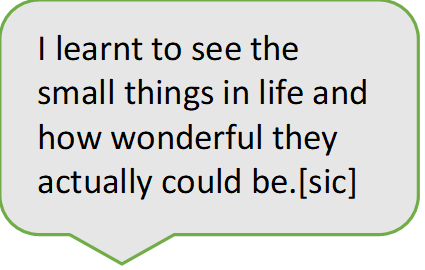 I learnt to see the
small things in life and
how wonderful they
actually could be.[sic]